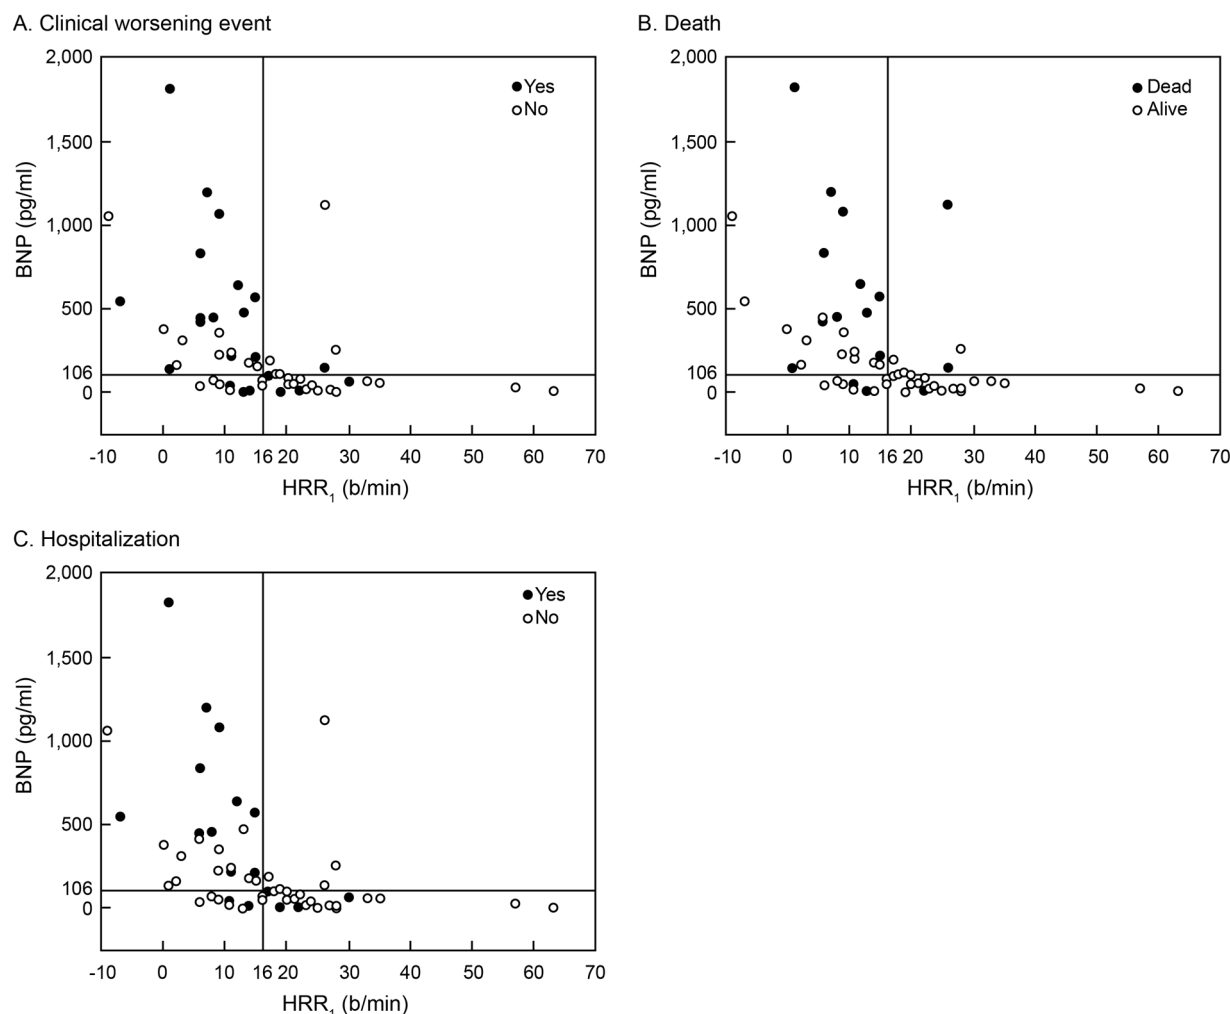 A. Clinical worsening event
2,000
1,500
1,000
500
106
0
BNP (pg/ml)
Yes
No
-10 0 10 16 20 30 40 50 60 70
HRR1 (b/min)
B. Death
2,000
1,500
1,000
500
106
0
BNP (pg/ml)
Dead
Alive
-10 0 10 16 20 30 40 50 60 70
HRR1 (b/min)
C. Hospitalization
2,000
1,500
1,000
500
106
0
BNP (pg/ml)
Yes
No
-10 0 10 16 20 30 40 50 60 70
HRR1 (b/min)